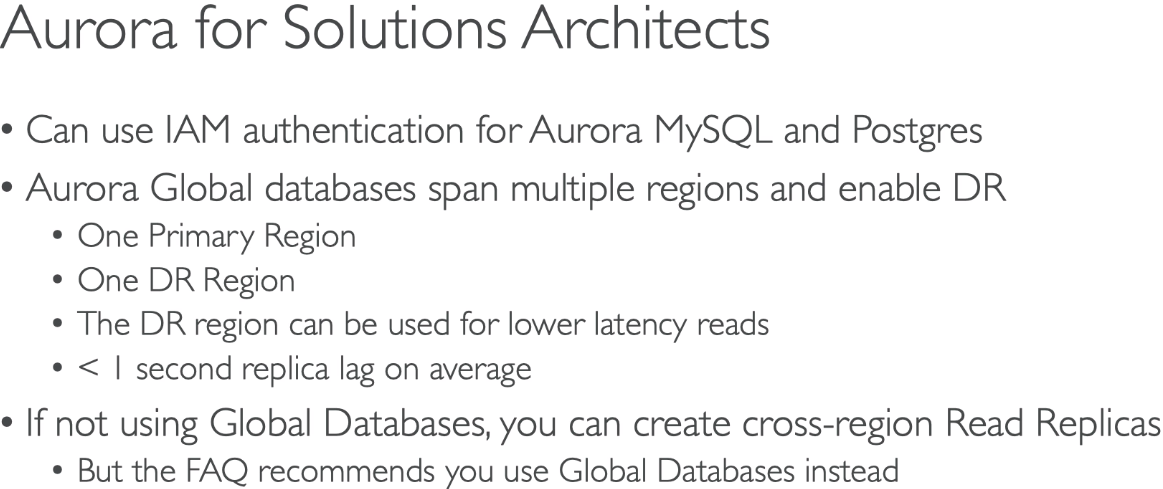 Aurora for Solutions Architects
• Can use IAM authentication for Aurora MySQL and Postgres
• Aurora Global databases span multiple regions and enable DR
• One Primary Region
• One DR Region
• The DR region can be used for lower latency reads
• < 1 second replica lag on average
• If not using Global Databases, you can create cross-region Read Replicas
• But the FAQ recommends you use Global Databases instead